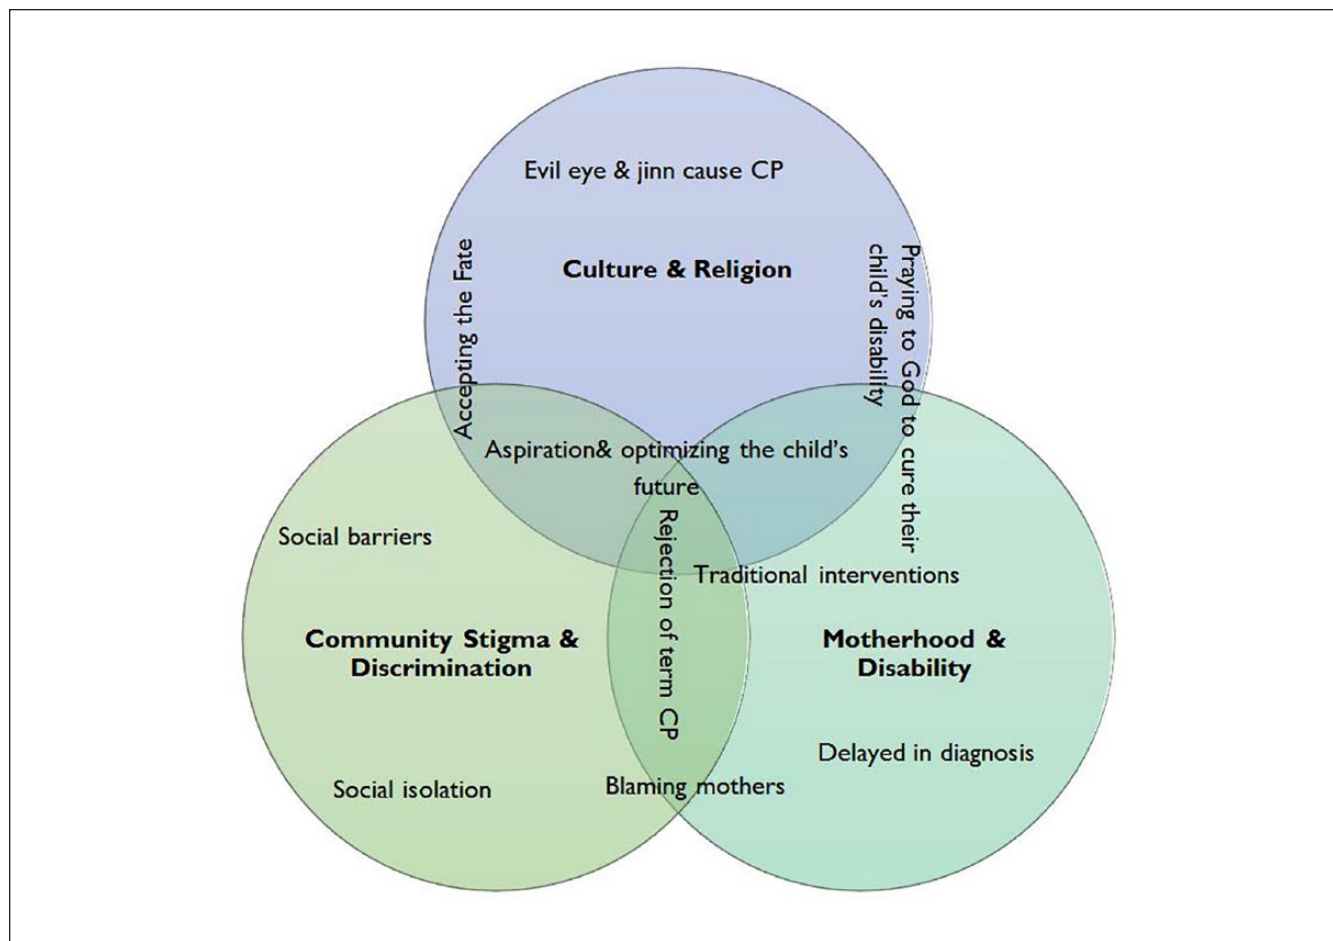 Evil eye & jinn cause CP
Culture & Religion
Accepting the Fate
Praying to God to cure their
child's disability
Aspiration& optimizing the child's
future
Rejection of term CP
Social barriers
Traditional interventions
Community Stigma &
Discrimination
Motherhood &
Disability
Delayed in diagnosis
Social isolation
Blaming mothers